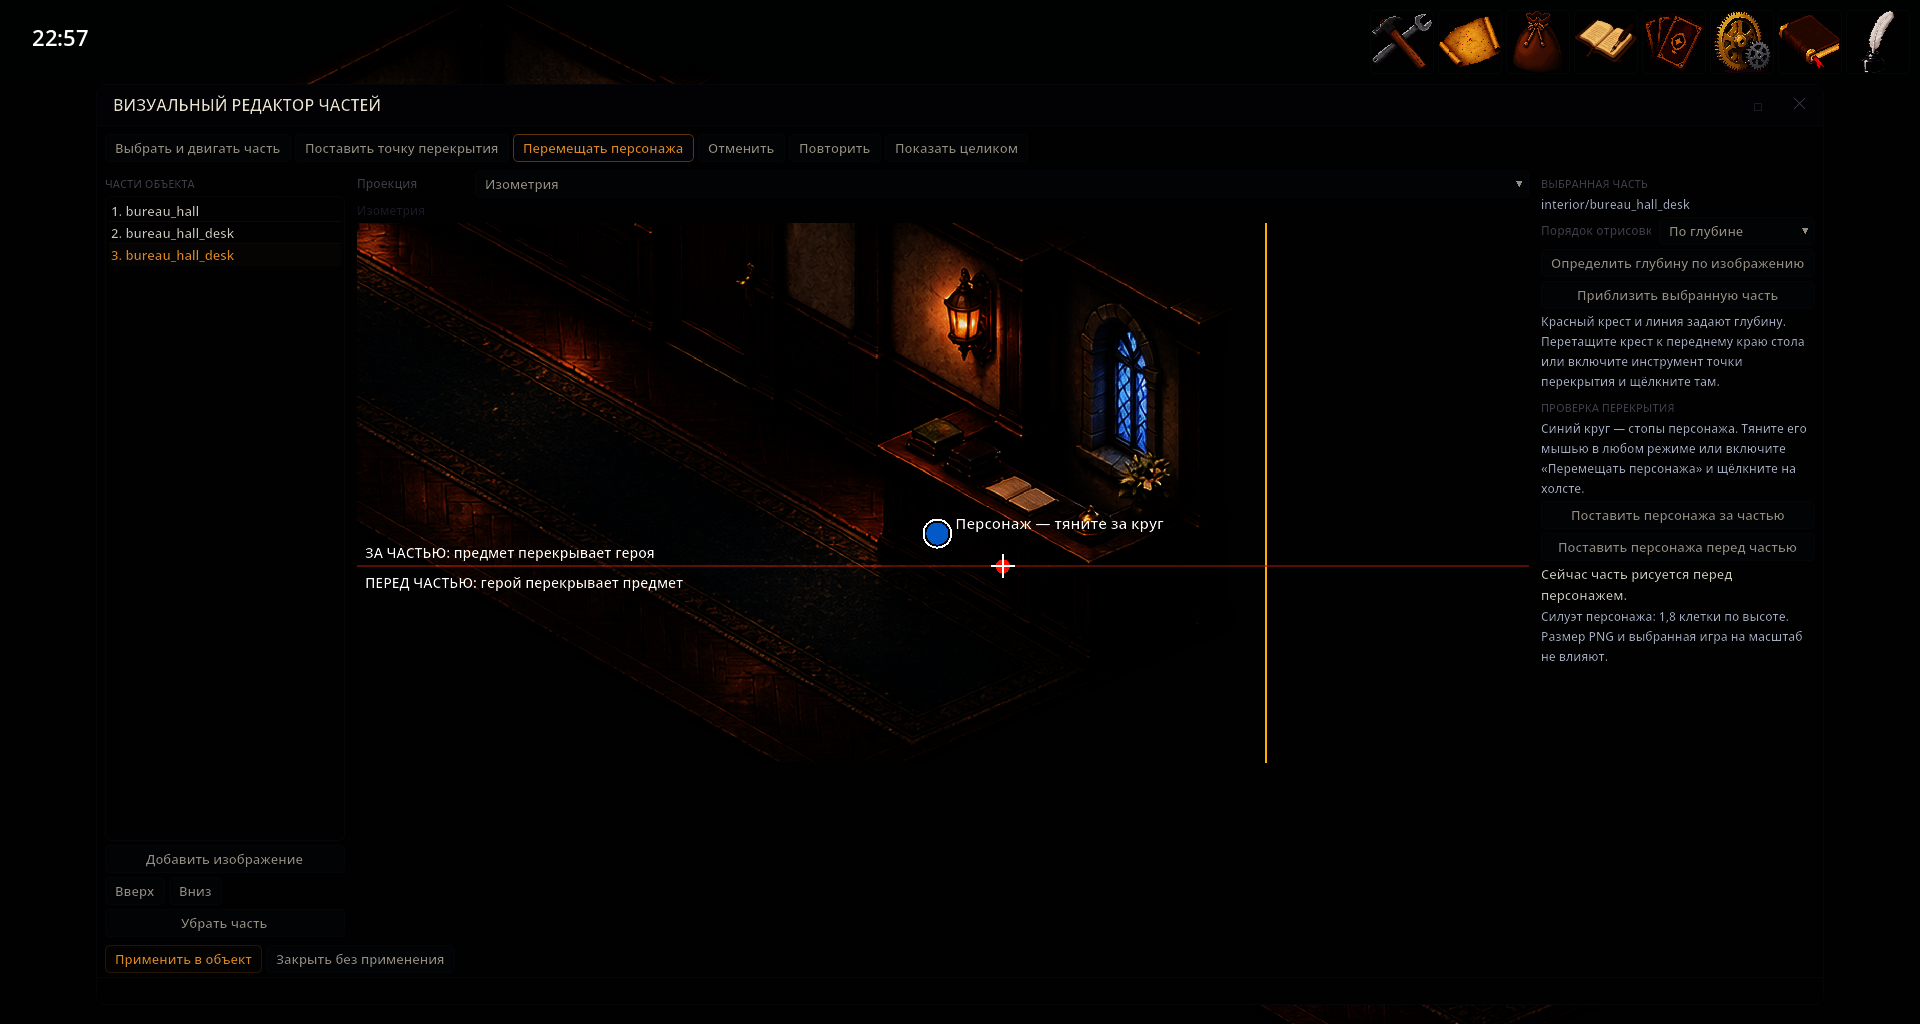 22:57
ВИЗУАЛЬНЫЙ РЕДАКТОР ЧАСТЕЙ
Выбрать и двигать часть
Поставить точку перекрытия
Перемещать персонажа
Отменить
Повторить
Показать целиком
ЧАСТИ ОБЪЕКТА
1. bureau_hall
2. bureau_hall_desk
3. bureau_hall_desk
Добавить изображение
Вверх
Вниз
Убрать часть
Применить в объект
Закрыть без применения
Проекция
Изометрия
Изометрия
Персонаж — тяните за круг
ЗА ЧАСТЬЮ: предмет перекрывает героя
ПЕРЕД ЧАСТЬЮ: герой перекрывает предмет
ВЫБРАННАЯ ЧАСТЬ
interior/bureau_hall_desk
Порядок отрисовк
По глубине
Определить глубину по изображению
Приблизить выбранную часть
Красный крест и линия задают глубину.
Перетащите крест к переднему краю стола
или включите инструмент точки
перекрытия и щёлкните там.
ПРОВЕРКА ПЕРЕКРЫТИЯ
Синий круг — стопы персонажа. Тяните его
мышью в любом режиме или включите
«Перемещать персонажа» и щёлкните на
холсте.
Поставить персонажа за частью
Поставить персонажа перед частью
Сейчас часть рисуется перед
персонажем.
Силуэт персонажа: 1,8 клетки по высоте.
Размер PNG и выбранная игра на масштаб
не влияют.